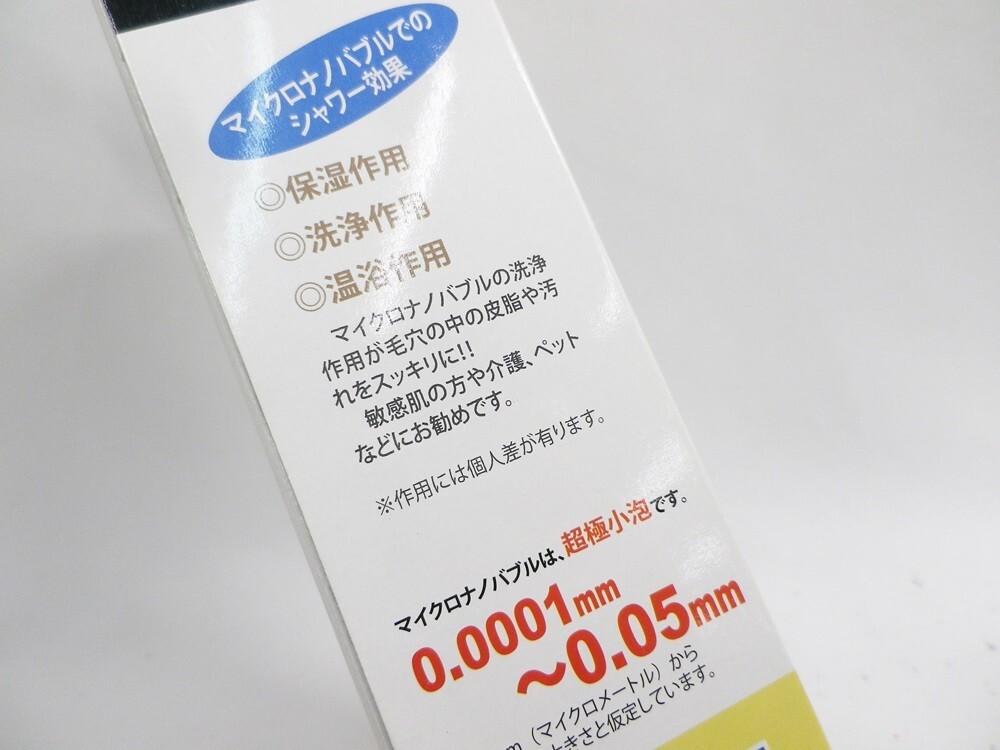 マイクロナノバブルでの
シャワー効果
◎保湿作用
◎洗浄作用
◎温浴作用
マイクロナノバブルの洗浄
作用が毛穴の中の皮脂や汚
れをスッキリに!!
敏感肌の方や介護、ペット
などにお勧めです。
※作用には個人差が有ります。
マイクロナノバブルは、超極小泡です。
0.0001mm
〜0.05mm
m（マイクロメートル）から
きさと仮定しています。